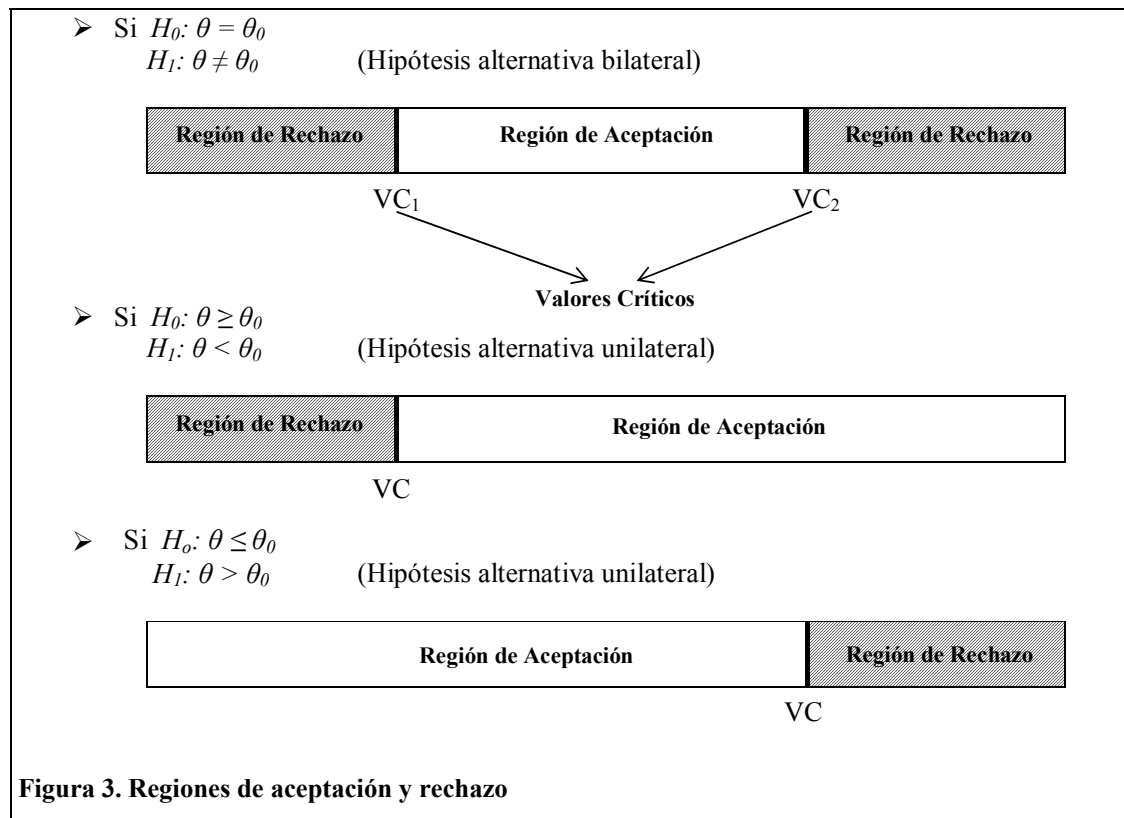 ➢ Si H₀: θ = θ₀
H₁: θ ≠ θ₀ (Hipótesis alternativa bilateral)
Región de Rechazo Región de Aceptación Región de Rechazo
VC₁ VC₂
Valores Críticos
➢ Si H₀: θ ≥ θ₀
H₁: θ < θ₀ (Hipótesis alternativa unilateral)
Región de Rechazo Región de Aceptación
VC
➢ Si Hₒ: θ ≤ θ₀
H₁: θ > θ₀ (Hipótesis alternativa unilateral)
Región de Aceptación Región de Rechazo
VC
Figura 3. Regiones de aceptación y rechazo